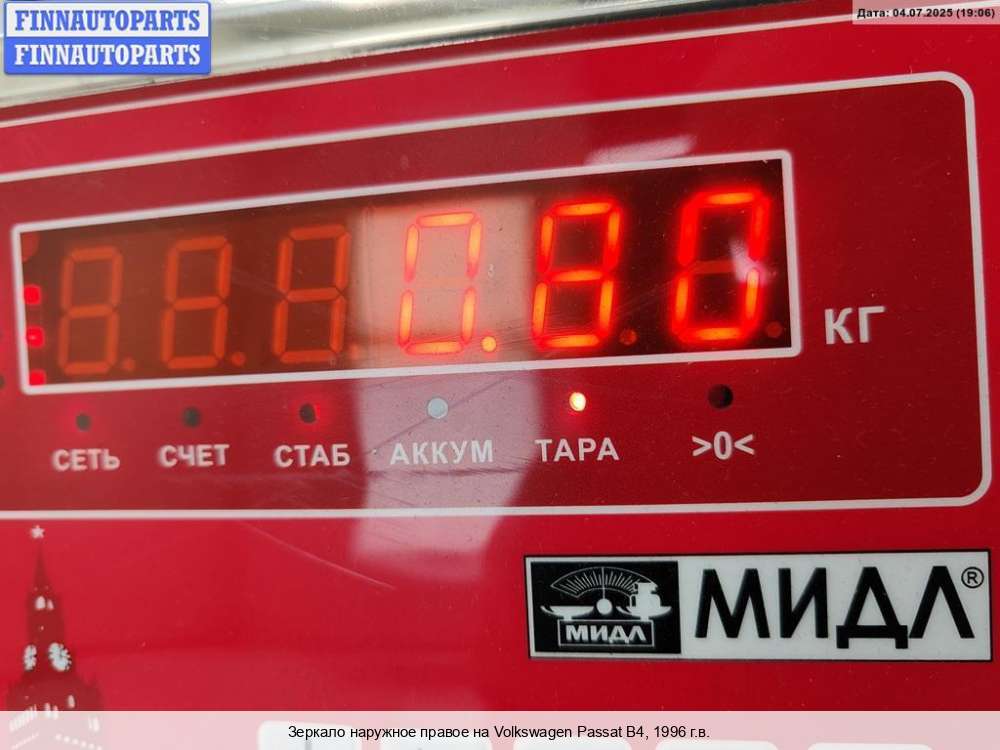 FINNAUTOPARTS
FINNAUTOPARTS
Дата: 04.07.2025 (19:06)
0.80
КГ
СЕТЬ СЧЕТ СТАБ АККУМ ТАРА >0<
МИДЛ
МИДЛ®
Зеркало наружное правое на Volkswagen Passat B4, 1996 г.в.